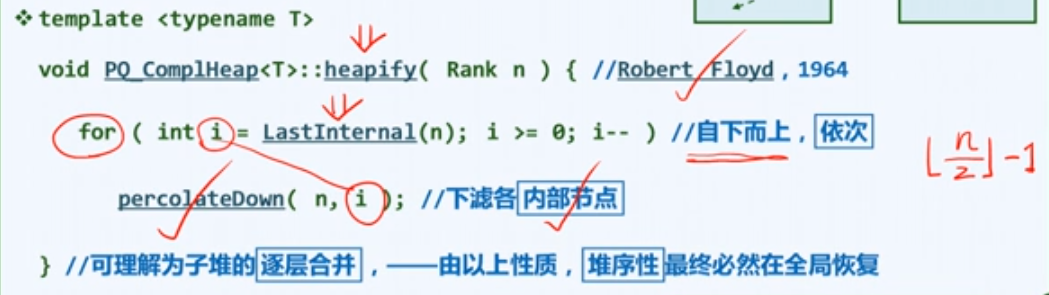 ❖ template <typename T>
void PQ_ComplHeap<T>::heapify( Rank n ) { //Robert Floyd , 1964
for ( int i = LastInternal(n); i >= 0; i-- ) //自下而上，依次
⌊n/2⌋-1
percolateDown( n, i ); //下滤各内部节点
} //可理解为子堆的逐层合并，——由以上性质，堆序性最终必然在全局恢复